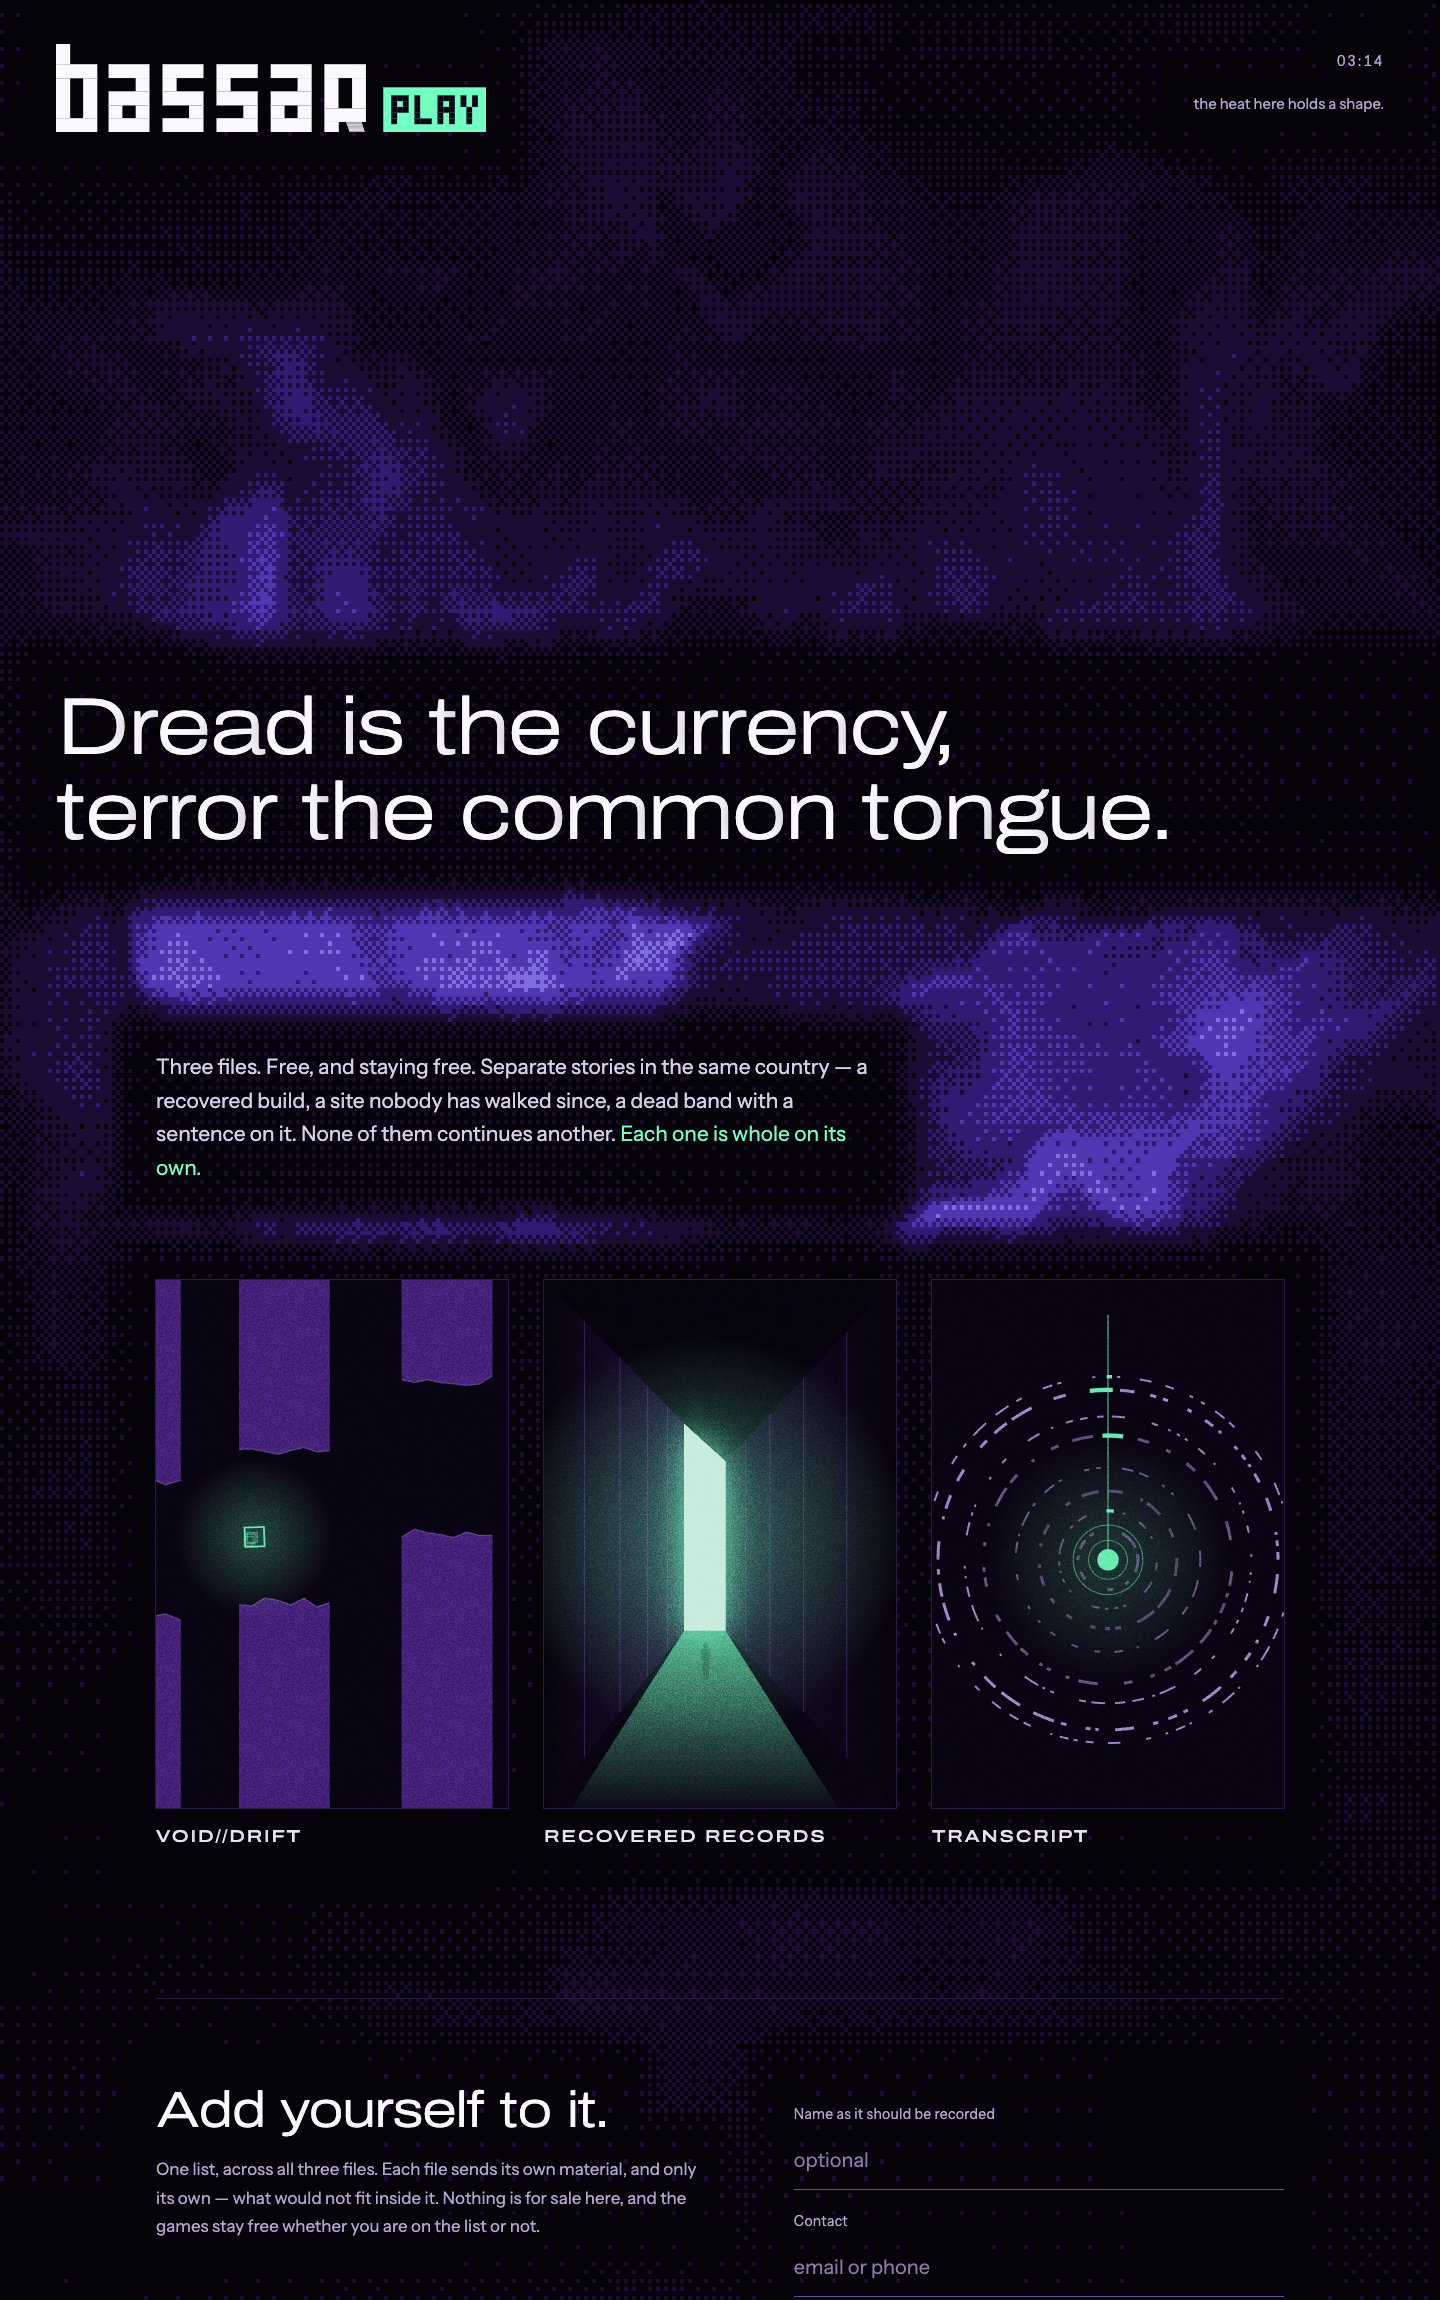 bassar PLAY
03:14
the heat here holds a shape.
Dread is the currency,
terror the common tongue.
Three files. Free, and staying free. Separate stories in the same country — a
recovered build, a site nobody has walked since, a dead band with a
sentence on it. None of them continues another. Each one is whole on its
own.
VOID//DRIFT
RECOVERED RECORDS
TRANSCRIPT
Add yourself to it.
One list, across all three files. Each file sends its own material, and only
its own — what would not fit inside it. Nothing is for sale here, and the
games stay free whether you are on the list or not.
Name as it should be recorded
optional
Contact
email or phone